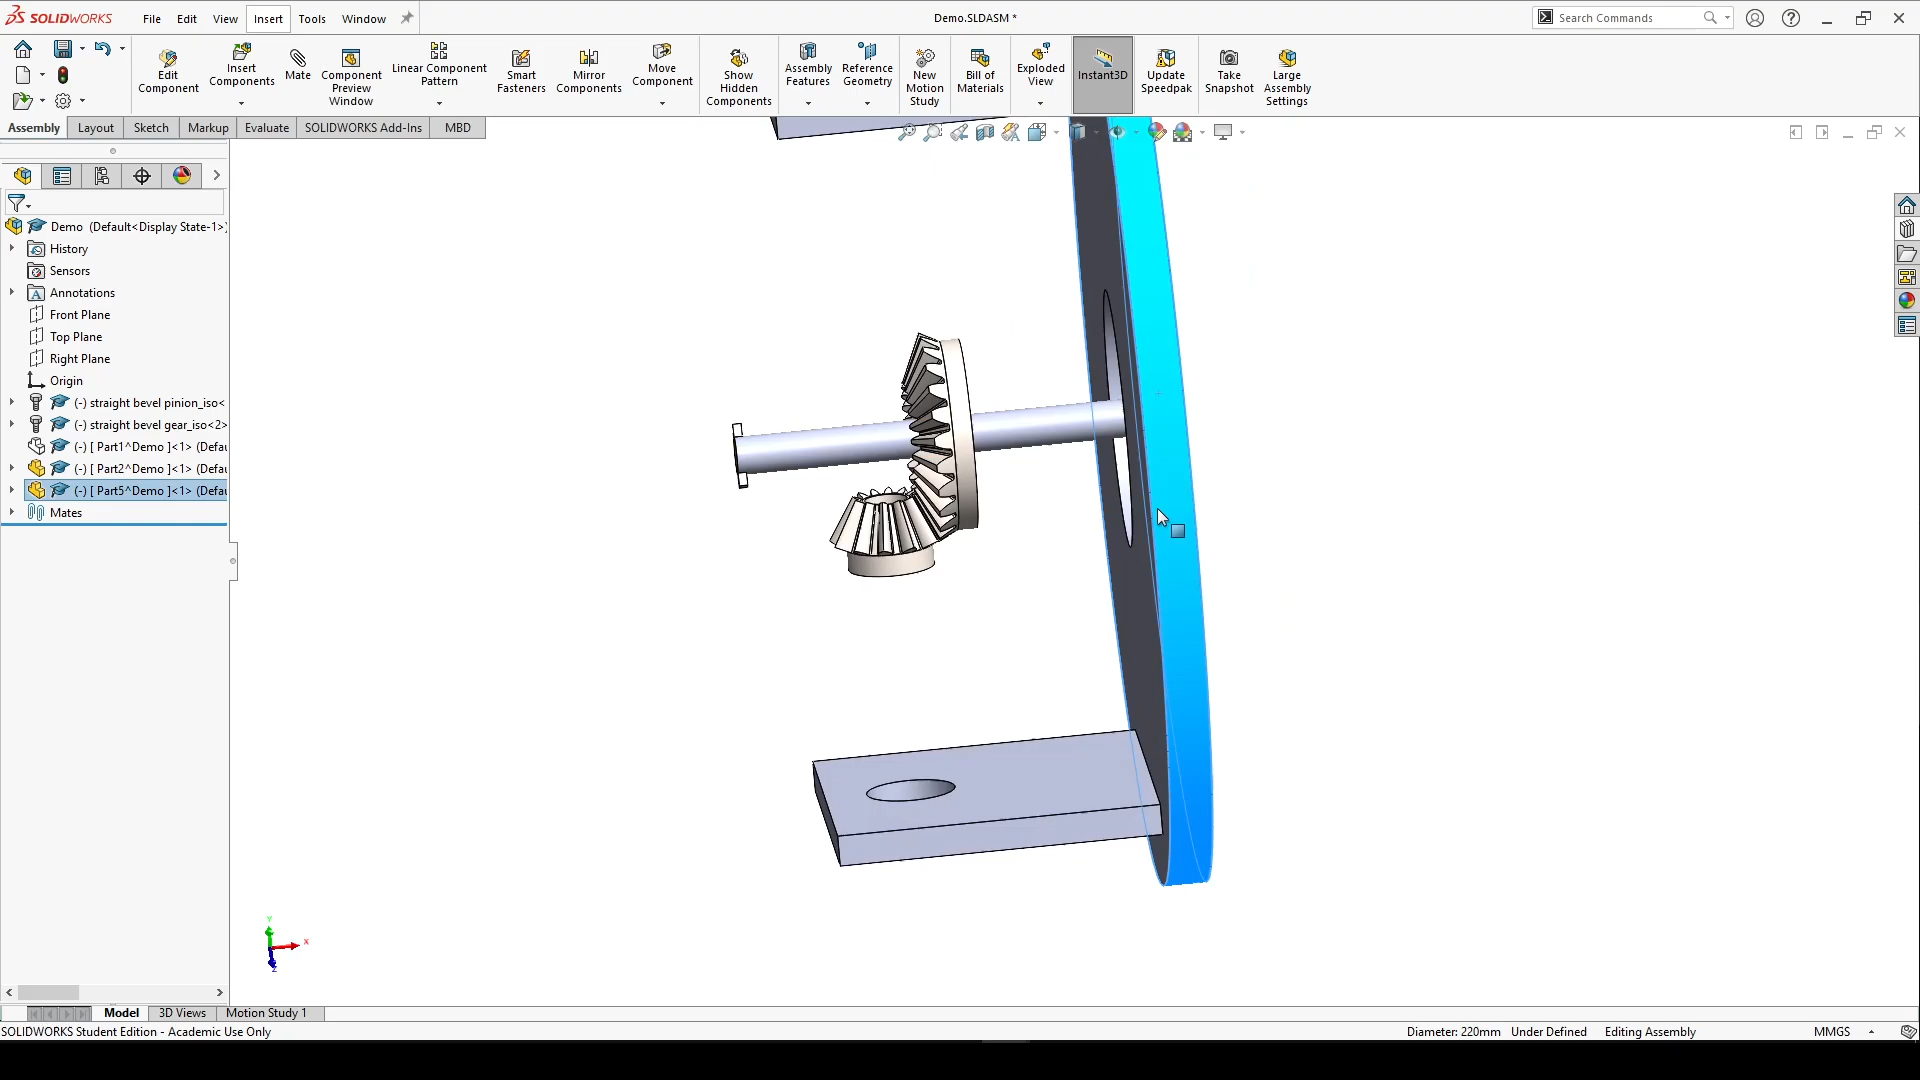 SOLIDWORKS
File Edit View Insert Tools Window
Demo.SLDASM *
Search Commands
Edit Component
Insert Components
Mate
Component Preview Window
Linear Component Pattern
Smart Fasteners
Mirror Components
Move Component
Show Hidden Components
Assembly Features
Reference Geometry
New Motion Study
Bill of Materials
Exploded View
Instant3D
Update Speedpak
Take Snapshot
Large Assembly Settings
Assembly Layout Sketch Markup Evaluate SOLIDWORKS Add-Ins MBD
Demo (Default<Display State-1>)
History
Sensors
Annotations
Front Plane
Top Plane
Right Plane
Origin
(-) straight bevel pinion_iso<
(-) straight bevel gear_iso<2>
(-) [ Part1^Demo ]<1> (Defau
(-) [ Part2^Demo ]<1> (Defau
(-) [ Part5^Demo ]<1> (Defau
Mates
Y
X
Z
Model 3D Views Motion Study 1
SOLIDWORKS Student Edition - Academic Use Only
Diameter: 220mm Under Defined Editing Assembly MMGS